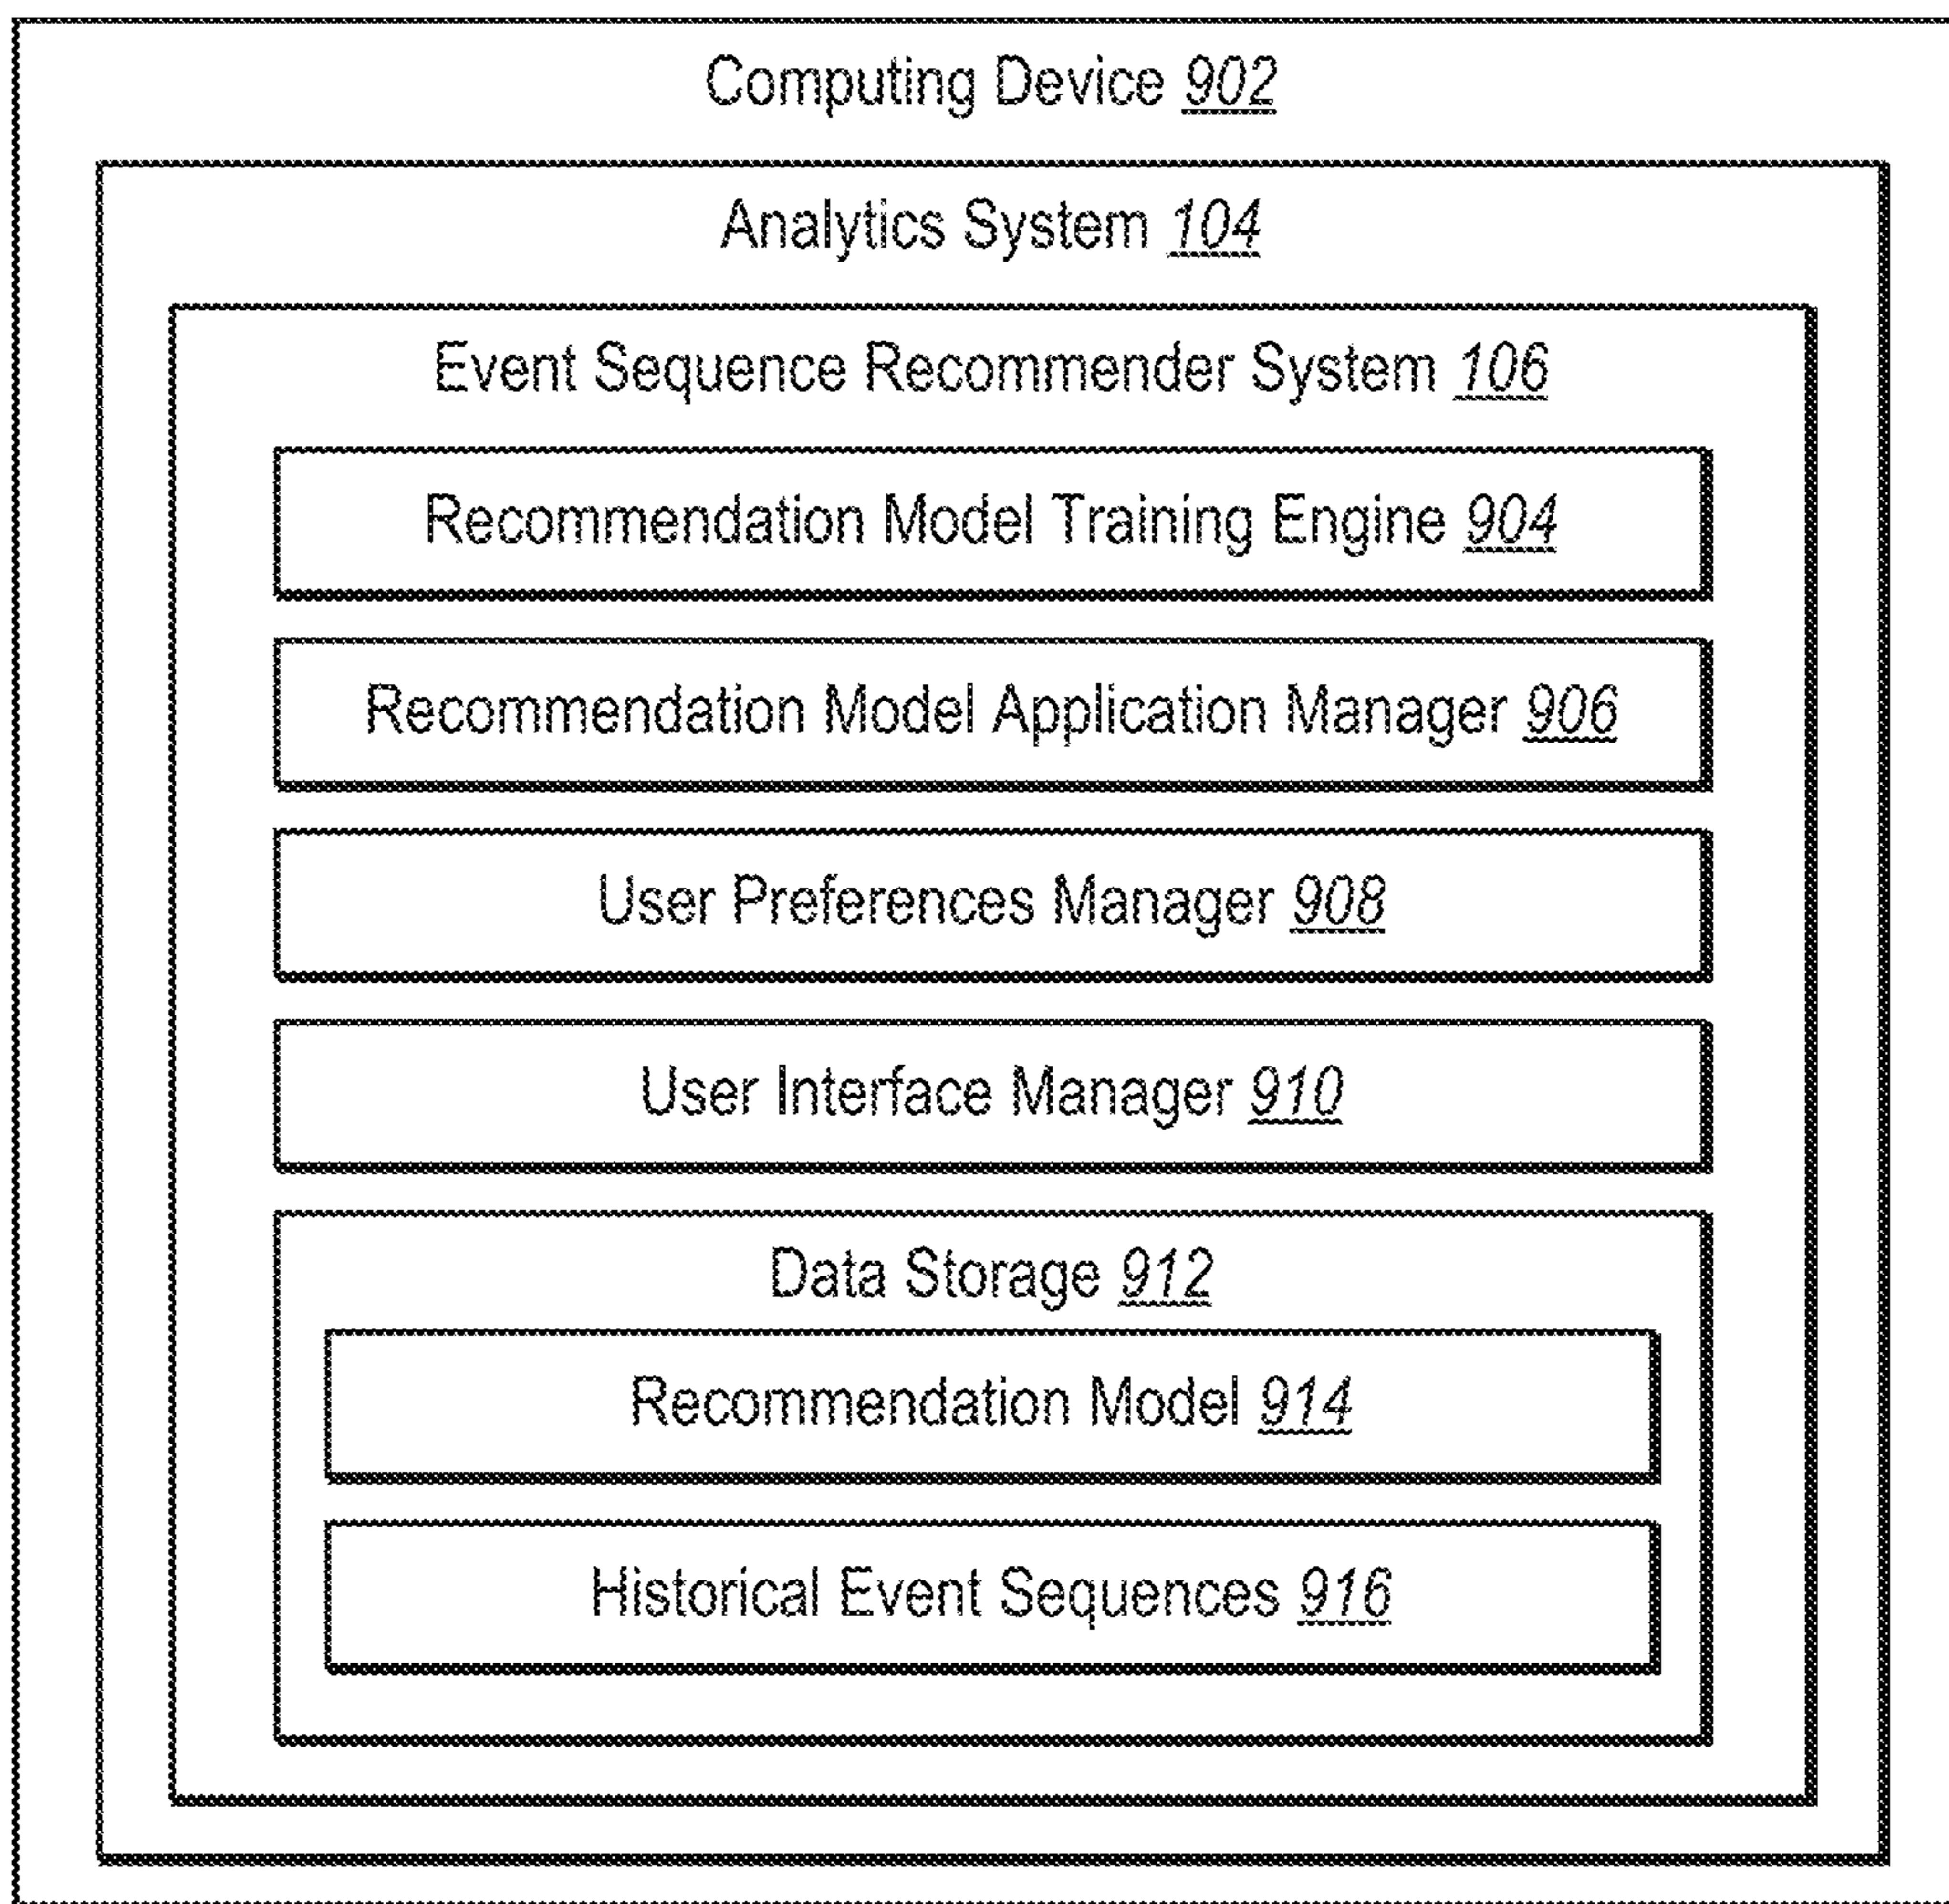 Computing Device 902
Analytics System 104
Event Sequence Recommender System 106
Recommendation Model Training Engine 904
Recommendation Model Application Manager 906
User Preferences Manager 908
User Interface Manager 910
Data Storage 912
Recommendation Model 914
Historical Event Sequences 916